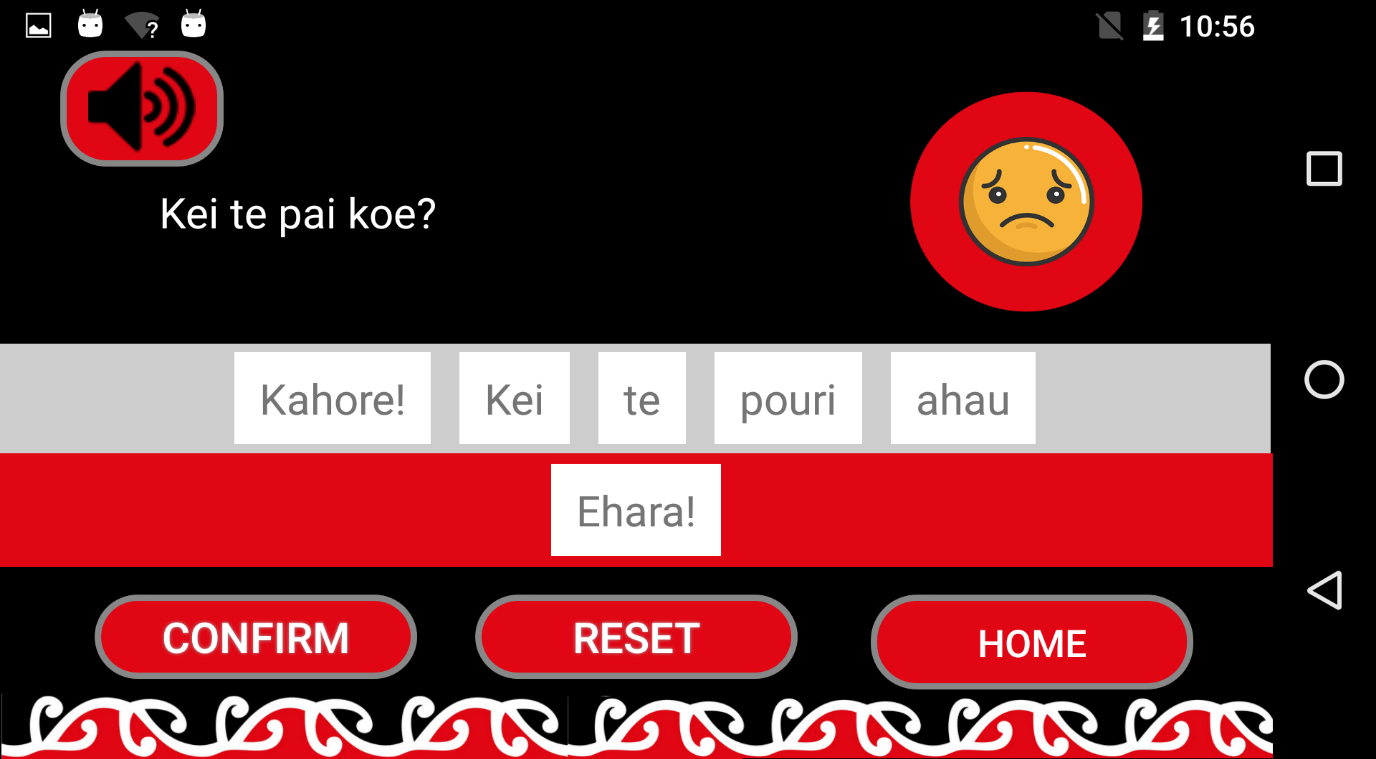 10:56
Kei te pai koe?
Kahore! Kei te pouri ahau
Ehara!
CONFIRM RESET HOME